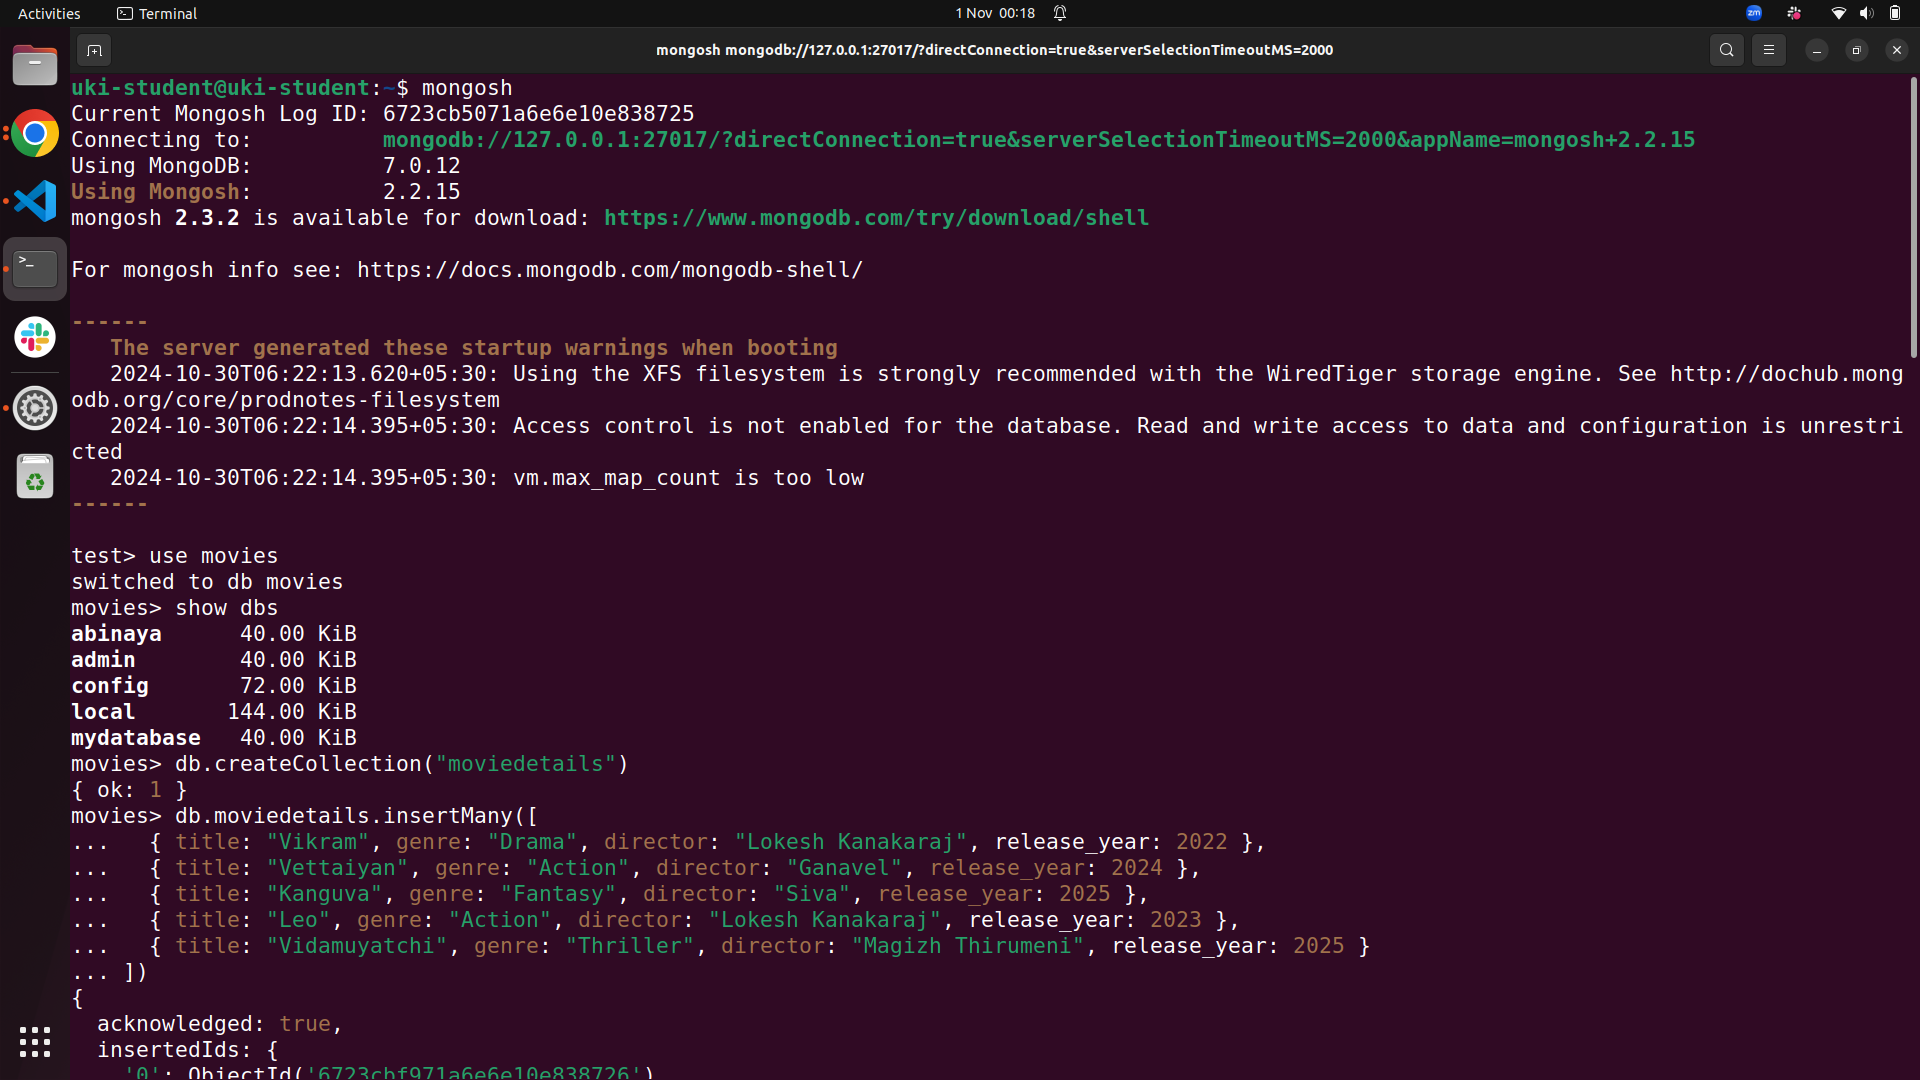 Activities Terminal 1 Nov 00:18 zm
mongosh mongodb://127.0.0.1:27017/?directConnection=true&serverSelectionTimeoutMS=2000
uki-student@uki-student:~$ mongosh
Current Mongosh Log ID: 6723cb5071a6e6e10e838725
Connecting to: mongodb://127.0.0.1:27017/?directConnection=true&serverSelectionTimeoutMS=2000&appName=mongosh+2.2.15
Using MongoDB: 7.0.12
Using Mongosh: 2.2.15
mongosh 2.3.2 is available for download: https://www.mongodb.com/try/download/shell
For mongosh info see: https://docs.mongodb.com/mongodb-shell/
------
The server generated these startup warnings when booting
2024-10-30T06:22:13.620+05:30: Using the XFS filesystem is strongly recommended with the WiredTiger storage engine. See http://dochub.mong
odb.org/core/prodnotes-filesystem
2024-10-30T06:22:14.395+05:30: Access control is not enabled for the database. Read and write access to data and configuration is unrestri
cted
2024-10-30T06:22:14.395+05:30: vm.max_map_count is too low
------
test> use movies
switched to db movies
movies> show dbs
abinaya 40.00 KiB
admin 40.00 KiB
config 72.00 KiB
local 144.00 KiB
mydatabase 40.00 KiB
movies> db.createCollection("moviedetails")
{ ok: 1 }
movies> db.moviedetails.insertMany([
... { title: "Vikram", genre: "Drama", director: "Lokesh Kanakaraj", release_year: 2022 },
... { title: "Vettaiyan", genre: "Action", director: "Ganavel", release_year: 2024 },
... { title: "Kanguva", genre: "Fantasy", director: "Siva", release_year: 2025 },
... { title: "Leo", genre: "Action", director: "Lokesh Kanakaraj", release_year: 2023 },
... { title: "Vidamuyatchi", genre: "Thriller", director: "Magizh Thirumeni", release_year: 2025 }
... ])
{
acknowledged: true,
insertedIds: {
'0': ObjectId('6723cbf971a6e6e10e838726')